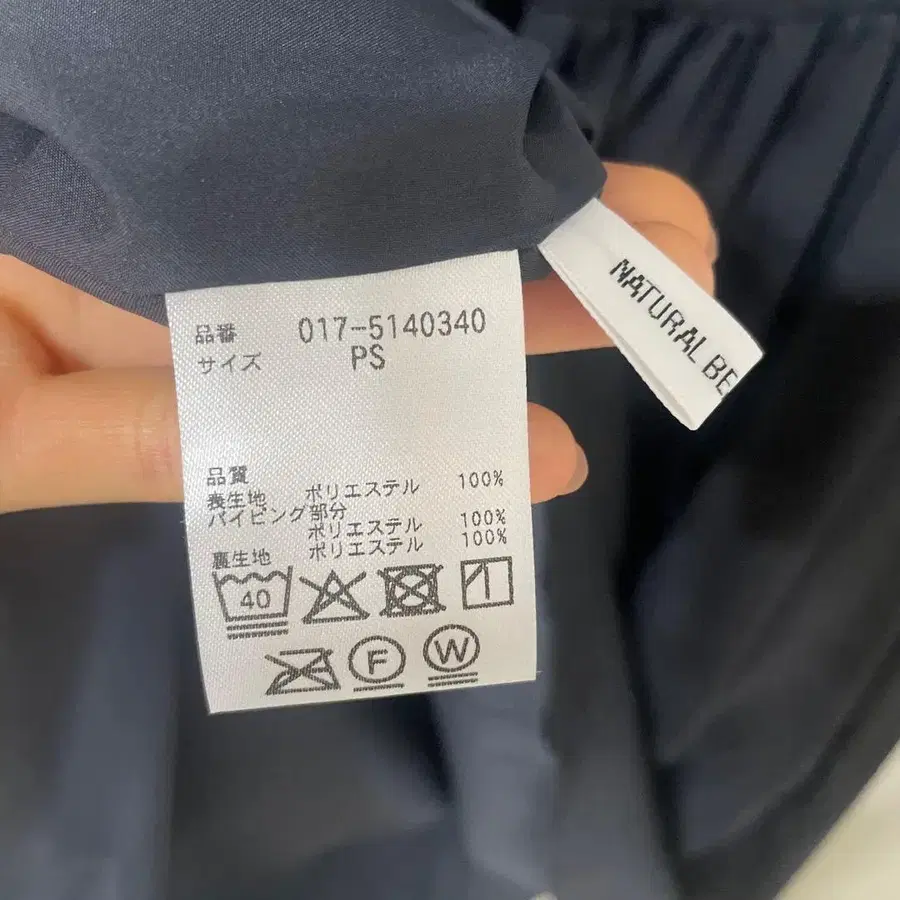 品番 017-5140340
サイズ PS
品質
表生地 ポリエステル 100%
パイピング部分
ポリエステル 100%
裏生地 ポリエステル 100%
40
F W
NATURAL BE